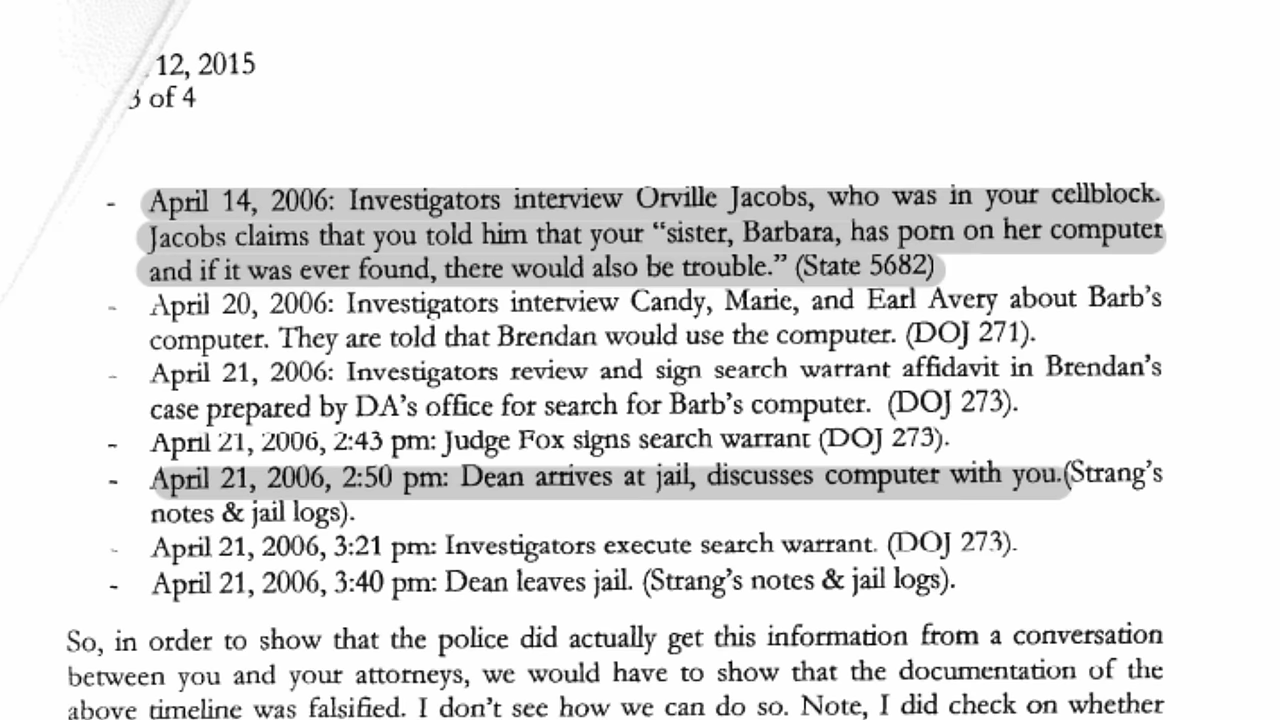 12, 2015
of 4
- April 14, 2006: Investigators interview Orville Jacobs, who was in your cellblock.
Jacobs claims that you told him that your “sister, Barbara, has porn on her computer
and if it was ever found, there would also be trouble.” (State 5682)
- April 20, 2006: Investigators interview Candy, Marie, and Earl Avery about Barb’s
computer. They are told that Brendan would use the computer. (DOJ 271).
- April 21, 2006: Investigators review and sign search warrant affidavit in Brendan’s
case prepared by DA’s office for search for Barb’s computer. (DOJ 273).
- April 21, 2006, 2:43 pm: Judge Fox signs search warrant (DOJ 273).
- April 21, 2006, 2:50 pm: Dean arrives at jail, discusses computer with you.(Strang’s
notes & jail logs).
- April 21, 2006, 3:21 pm: Investigators execute search warrant. (DOJ 273).
- April 21, 2006, 3:40 pm: Dean leaves jail. (Strang’s notes & jail logs).
So, in order to show that the police did actually get this information from a conversation
between you and your attorneys, we would have to show that the documentation of the
above timeline was falsified. I don’t see how we can do so. Note, I did check on whether